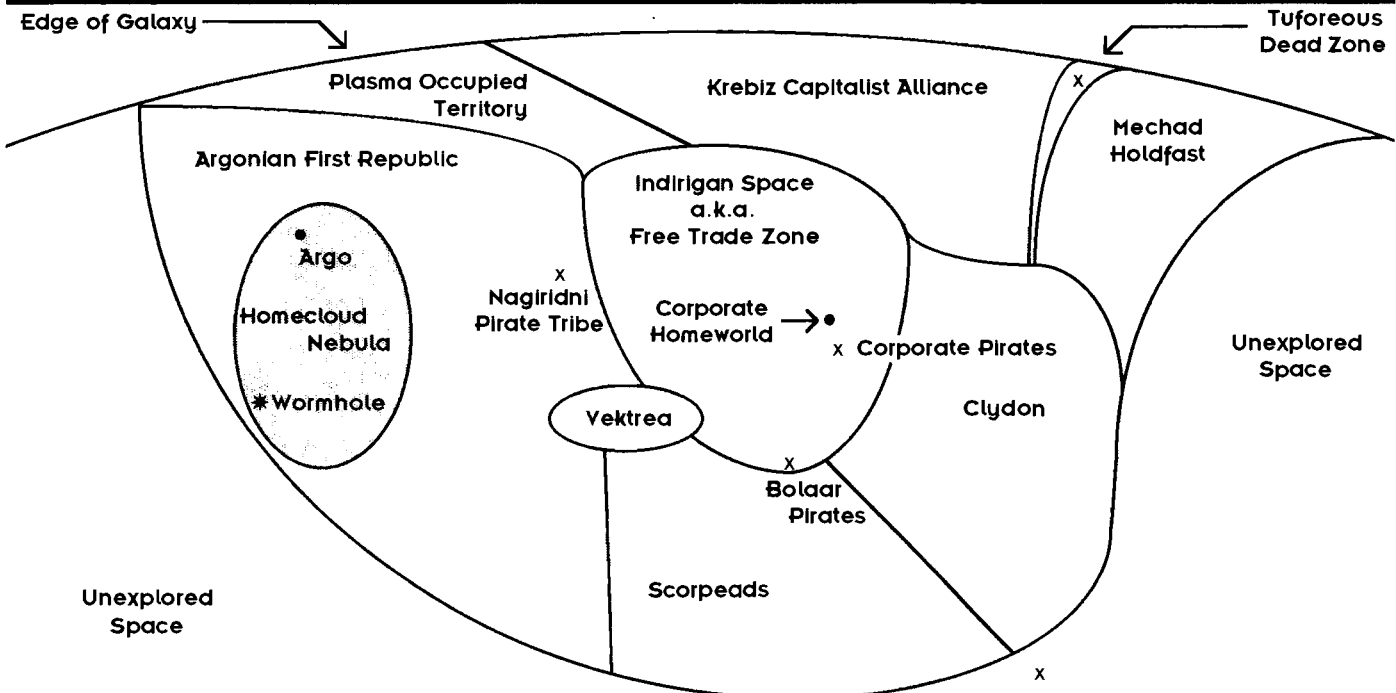 Edge of Galaxy
Tuforeous
Dead Zone
Plasma Occupied
Territory
Krebiz Capitalist Alliance
x
Mechad
Holdfast
Argonian First Republic
Indirigan Space
a.k.a.
Free Trade Zone
Argo
x
Nagiridni
Pirate Tribe
Homecloud
Nebula
Corporate
Homeworld
x Corporate Pirates
Unexplored
Space
Wormhole
Vektrea
Clydon
x
Bolaar
Pirates
Scorpeads
Unexplored
Space
x